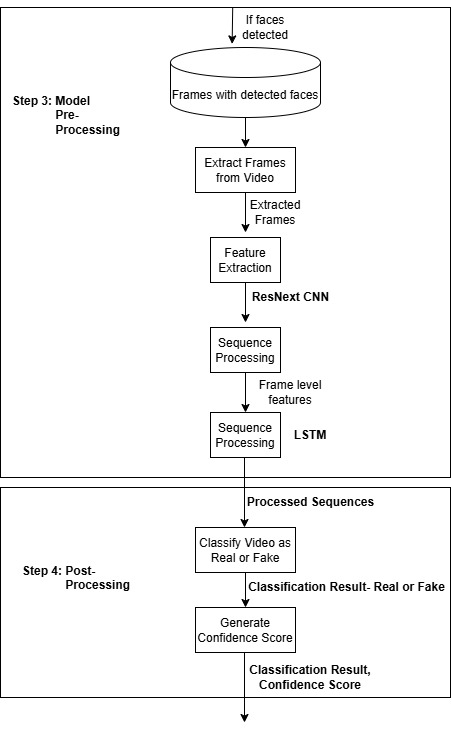 If faces
detected
Frames with detected faces
Step 3: Model
Pre-
Processing
Extract Frames
from Video
Extracted
Frames
Feature
Extraction
ResNext CNN
Sequence
Processing
Frame level
features
Sequence
Processing
LSTM
Processed Sequences
Classify Video as
Real or Fake
Step 4: Post-
Processing
Classification Result- Real or Fake
Generate
Confidence Score
Classification Result,
Confidence Score